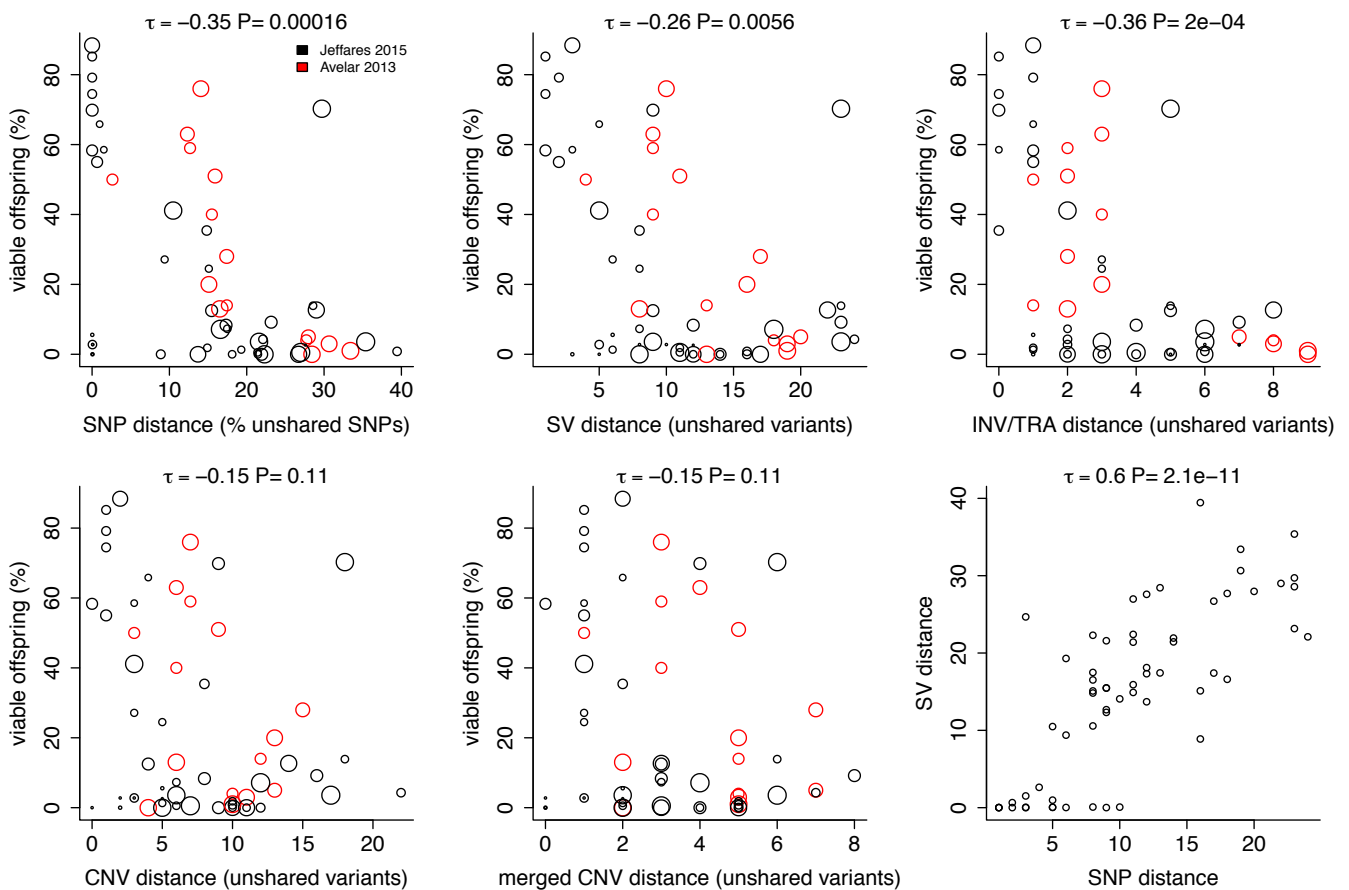 τ = −0.35 P= 0.00016
Jeffares 2015
Avelar 2013
viable offspring (%)
0 20 40 60 80
0 10 20 30 40
SNP distance (% unshared SNPs)
τ = −0.26 P= 0.0056
viable offspring (%)
0 20 40 60 80
5 10 15 20
SV distance (unshared variants)
τ = −0.36 P= 2e−04
viable offspring (%)
0 20 40 60 80
0 2 4 6 8
INV/TRA distance (unshared variants)
τ = −0.15 P= 0.11
viable offspring (%)
0 20 40 60 80
0 5 10 15 20
CNV distance (unshared variants)
τ = −0.15 P= 0.11
viable offspring (%)
0 20 40 60 80
0 2 4 6 8
merged CNV distance (unshared variants)
τ = 0.6 P= 2.1e−11
SV distance
0 10 20 30 40
5 10 15 20
SNP distance